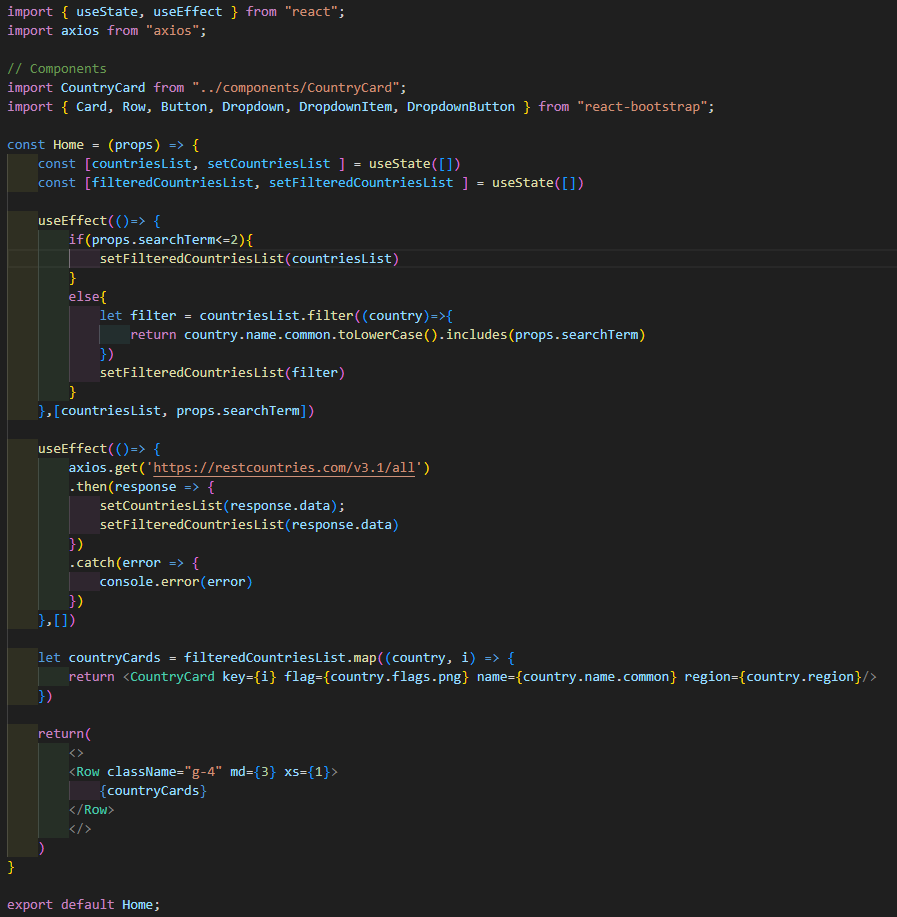 import { useState, useEffect } from "react";
import axios from "axios";
// Components
import CountryCard from "../components/CountryCard";
import { Card, Row, Button, Dropdown, DropdownItem, DropdownButton } from "react-bootstrap";
const Home = (props) => {
    const [countriesList, setCountriesList ] = useState([])
    const [filteredCountriesList, setFilteredCountriesList ] = useState([])
    useEffect(()=> {
        if(props.searchTerm<=2){
            setFilteredCountriesList(countriesList)
        }
        else{
            let filter = countriesList.filter((country)=>{
                return country.name.common.toLowerCase().includes(props.searchTerm)
            })
            setFilteredCountriesList(filter)
        }
    },[countriesList, props.searchTerm])
    useEffect(()=> {
        axios.get('https://restcountries.com/v3.1/all')
        .then(response => {
            setCountriesList(response.data);
            setFilteredCountriesList(response.data)
        })
        .catch(error => {
            console.error(error)
        })
    },[])
    let countryCards = filteredCountriesList.map((country, i) => {
        return <CountryCard key={i} flag={country.flags.png} name={country.name.common} region={country.region}/>
    })
    return(
        <>
        <Row className="g-4" md={3} xs={1}>
            {countryCards}
        </Row>
        </>
    )
}
export default Home;